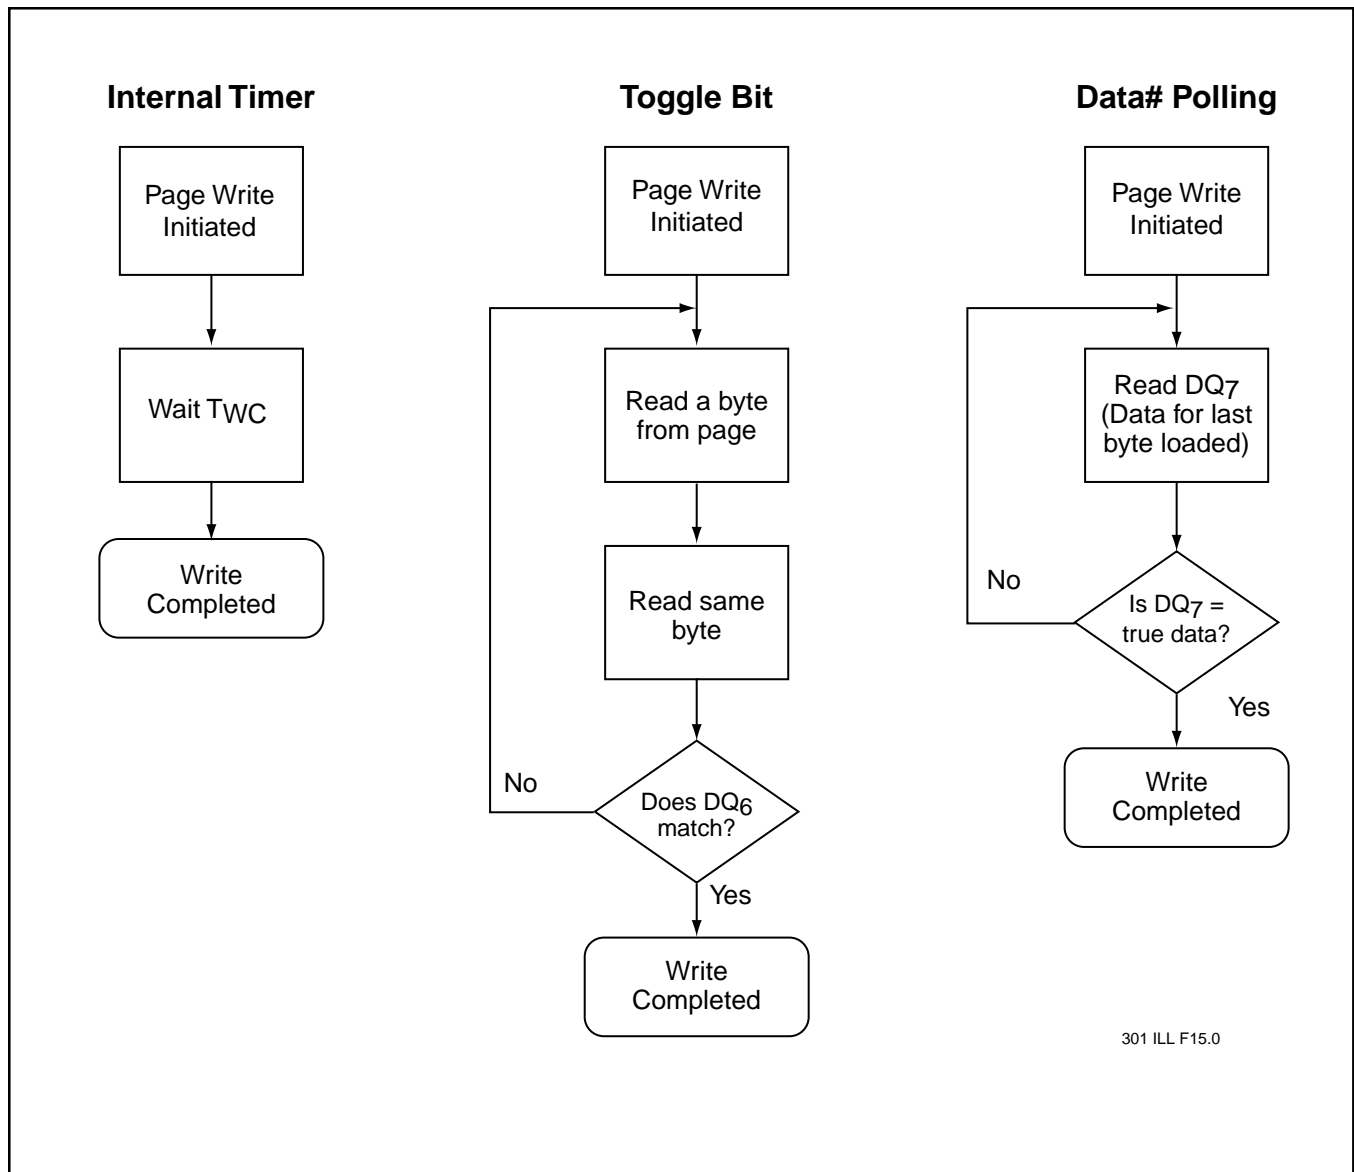 Internal Timer
Page Write
Initiated
Wait TWC
Write
Completed
Toggle Bit
Page Write
Initiated
Read a byte
from page
Read same
byte
Does DQ6
match?
No
Yes
Write
Completed
Data# Polling
Page Write
Initiated
Read DQ7
(Data for last
byte loaded)
Is DQ7 =
true data?
No
Yes
Write
Completed
301 ILL F15.0